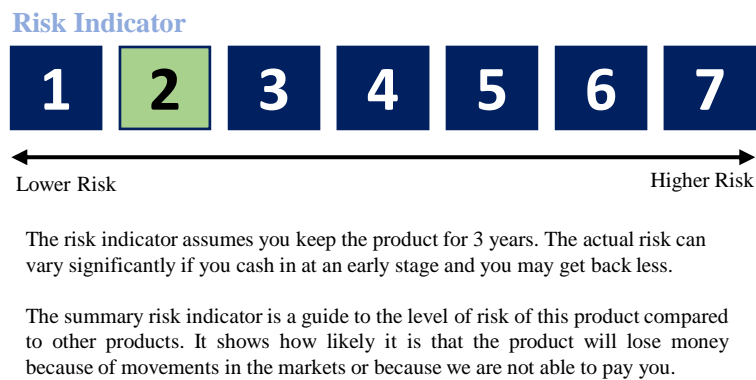 Risk Indicator
1 2 3 4 5 6 7
Lower Risk Higher Risk
The risk indicator assumes you keep the product for 3 years. The actual risk can
vary significantly if you cash in at an early stage and you may get back less.
The summary risk indicator is a guide to the level of risk of this product compared
to other products. It shows how likely it is that the product will lose money
because of movements in the markets or because we are not able to pay you.